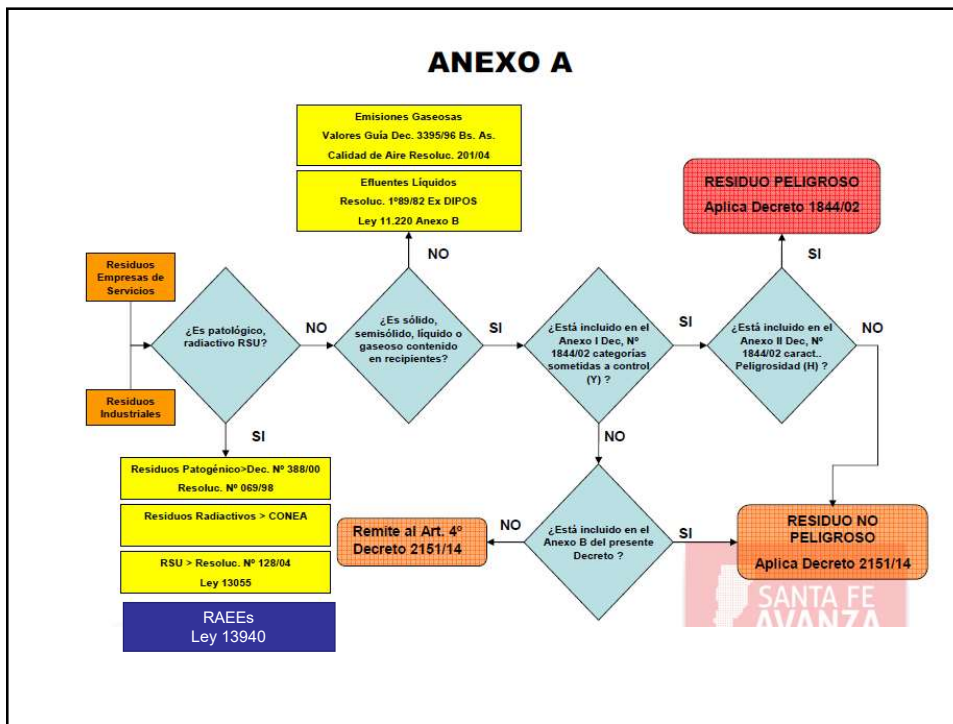 ANEXO A
Emisiones Gaseosas
Valores Guía Dec. 3395/96 Bs. As.
Calidad de Aire Resoluc. 201/04
Efluentes Líquidos
Resoluc. 1º89/82 Ex DIPOS
Ley 11.220 Anexo B
RESIDUO PELIGROSO
Aplica Decreto 1844/02
NO
SI
Residuos
Empresas de
Servicios
Residuos
Industriales
¿Es patológico,
radiactivo RSU?
NO
¿Es sólido,
semisólido, líquido o
gaseoso contenido
en recipientes?
SI
¿Está incluido en el
Anexo I Dec, Nº
1844/02 categorías
sometidas a control
(Y) ?
SI
¿Está incluido en el
Anexo II Dec, Nº
1844/02 caract..
Peligrosidad (H) ?
NO
SI
NO
Residuos Patogénico>Dec. Nº 388/00
Resoluc. Nº 069/98
Residuos Radiactivos > CONEA
RSU > Resoluc. Nº 128/04
Ley 13055
RAEEs
Ley 13940
Remite al Art. 4º
Decreto 2151/14
NO
¿Está incluido en el
Anexo B del presente
Decreto ?
SI
RESIDUO NO
PELIGROSO
Aplica Decreto 2151/14
SANTA FE
AVANZA